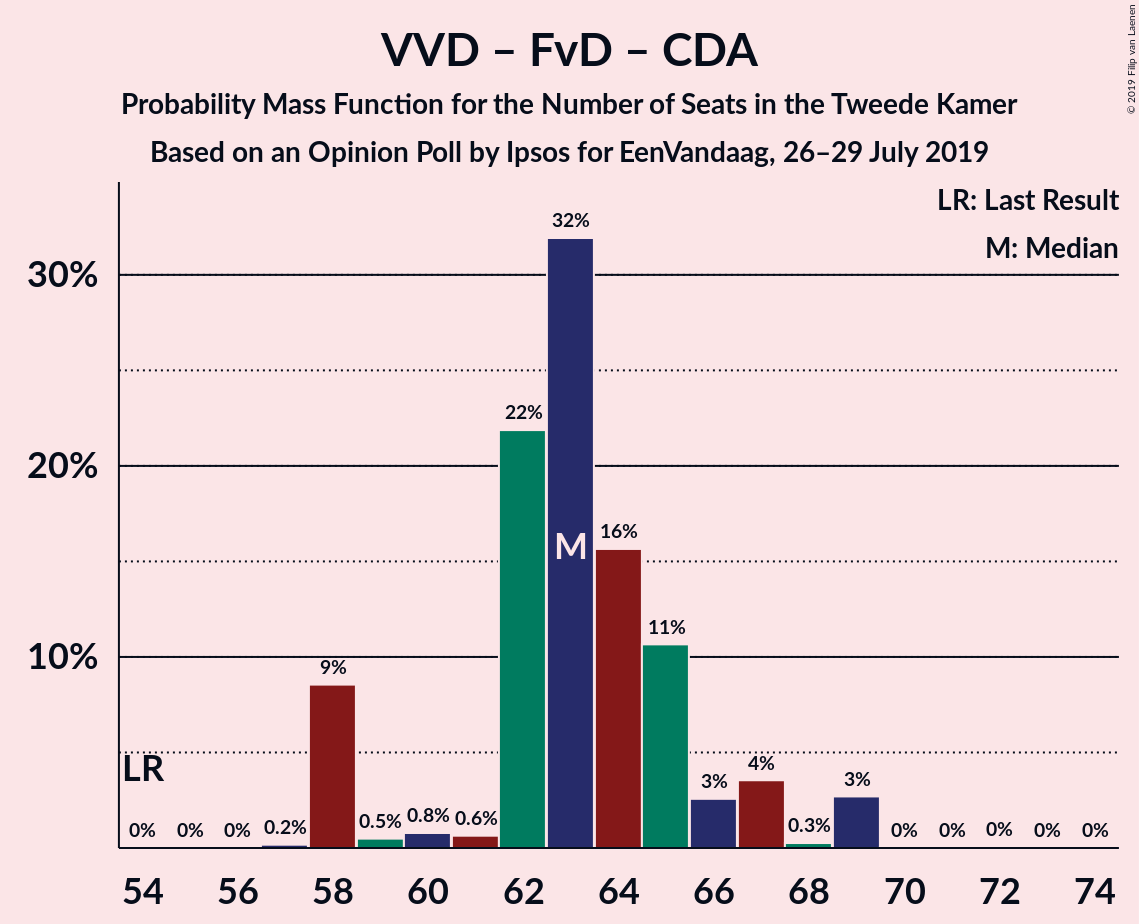 VVD – FvD – CDA
Probability Mass Function for the Number of Seats in the Tweede Kamer
Based on an Opinion Poll by Ipsos for EenVandaag, 26–29 July 2019
© 2019 Filip van Laenen
LR: Last Result
M: Median
30%
20%
10%
LR
M
0% 0% 0% 0.2% 9% 0.5% 0.8% 0.6% 22% 32% 16% 11% 3% 4% 0.3% 3% 0% 0% 0% 0% 0%
54 56 58 60 62 64 66 68 70 72 74